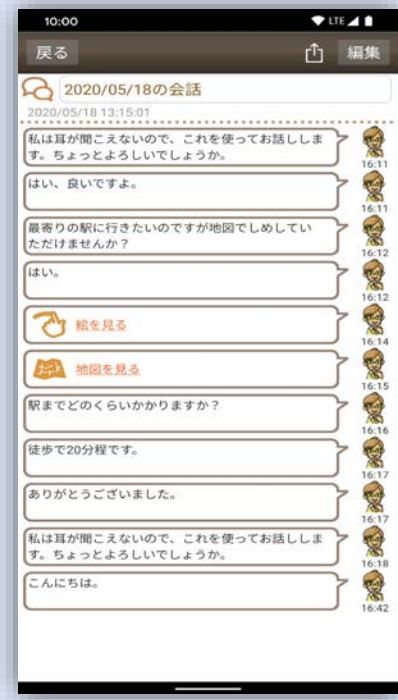 10:00 LTE
戻る 編集
2020/05/18の会話
2020/05/18 13:15:01
私は耳が聞こえないので、これを使ってお話ししま
す。ちょっとよろしいでしょうか。
16:11
はい、良いですよ。
16:11
最寄りの駅に行きたいのですが地図でしめしてい
ただけませんか？
16:12
はい。
16:12
絵を見る
16:14
地図を見る
16:15
駅までどのくらいかかりますか？
16:16
徒歩で20分程です。
16:17
ありがとうございました。
16:17
私は耳が聞こえないので、これを使ってお話ししま
す。ちょっとよろしいでしょうか。
16:18
こんにちは。
16:42